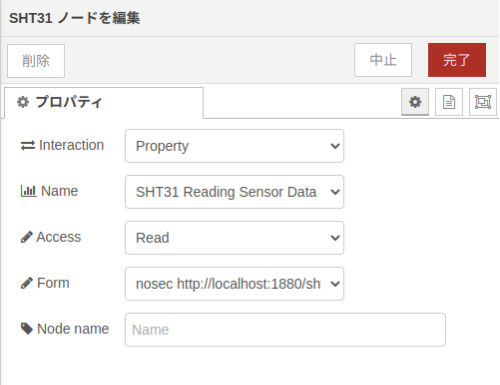 SHT31 ノードを編集
削除
中止
完了
プロパティ
Interaction
Property
Name
SHT31 Reading Sensor Data
Access
Read
Form
nosec http://localhost:1880/sh
Node name
Name